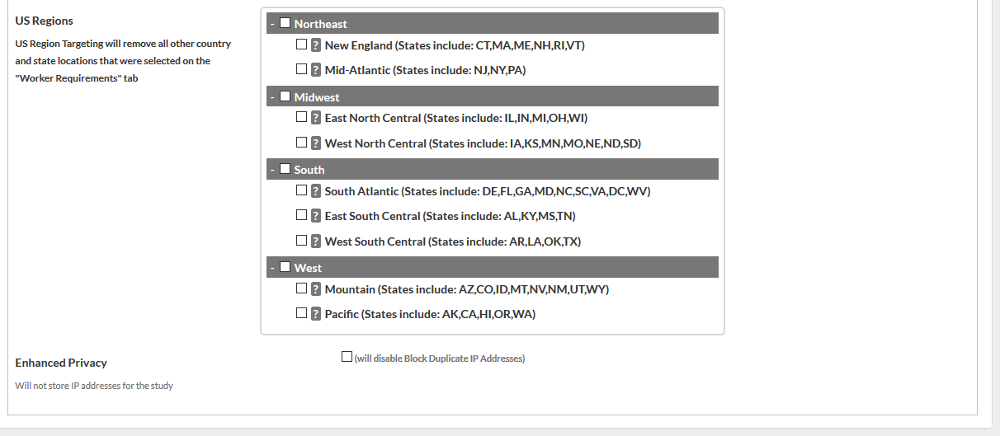 US Regions
US Region Targeting will remove all other country
and state locations that were selected on the
"Worker Requirements" tab
- Northeast
? New England (States include: CT,MA,ME,NH,RI,VT)
? Mid-Atlantic (States include: NJ,NY,PA)
- Midwest
? East North Central (States include: IL,IN,MI,OH,WI)
? West North Central (States include: IA,KS,MN,MO,NE,ND,SD)
- South
? South Atlantic (States include: DE,FL,GA,MD,NC,SC,VA,DC,WV)
? East South Central (States include: AL,KY,MS,TN)
? West South Central (States include: AR,LA,OK,TX)
- West
? Mountain (States include: AZ,CO,ID,MT,NV,NM,UT,WY)
? Pacific (States include: AK,CA,HI,OR,WA)
Enhanced Privacy
(will disable Block Duplicate IP Addresses)
Will not store IP addresses for the study